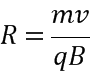 R = mv/qB